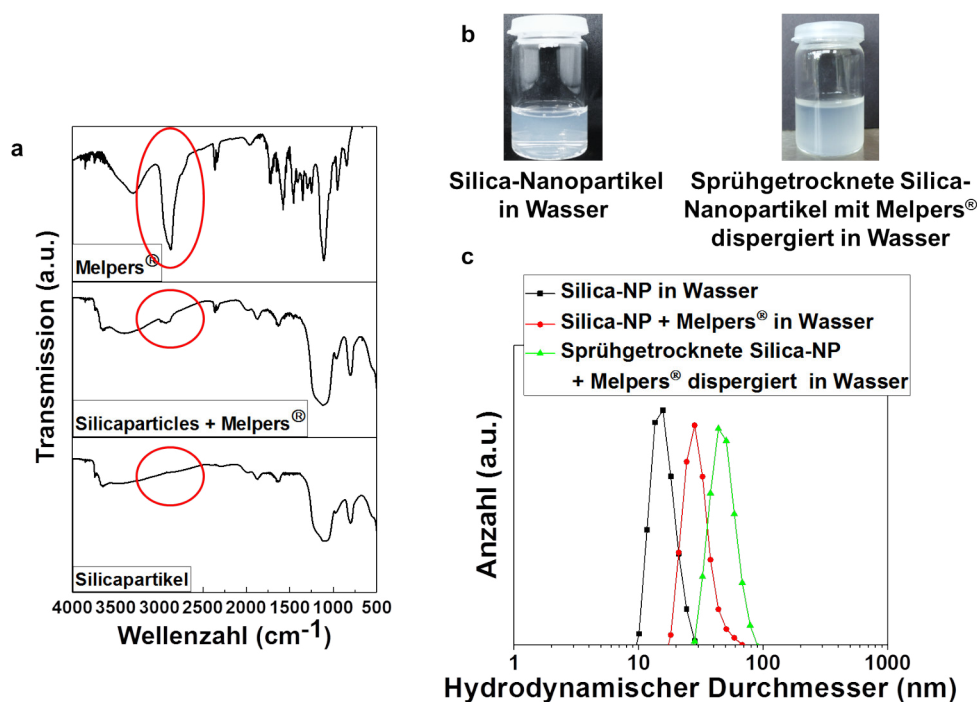 a
Melpers®
Silicaparticles + Melpers®
Silicapartikel
Transmission (a.u.)
4000 3500 3000 2500 2000 1500 1000 500
Wellenzahl (cm-1)
b
Silica-Nanopartikel
in Wasser
Sprühgetrocknete Silica-
Nanopartikel mit Melpers®
dispergiert in Wasser
c
Silica-NP in Wasser
Silica-NP + Melpers® in Wasser
Sprühgetrocknete Silica-NP
+ Melpers® dispergiert in Wasser
Anzahl (a.u.)
1 10 100 1000
Hydrodynamischer Durchmesser (nm)